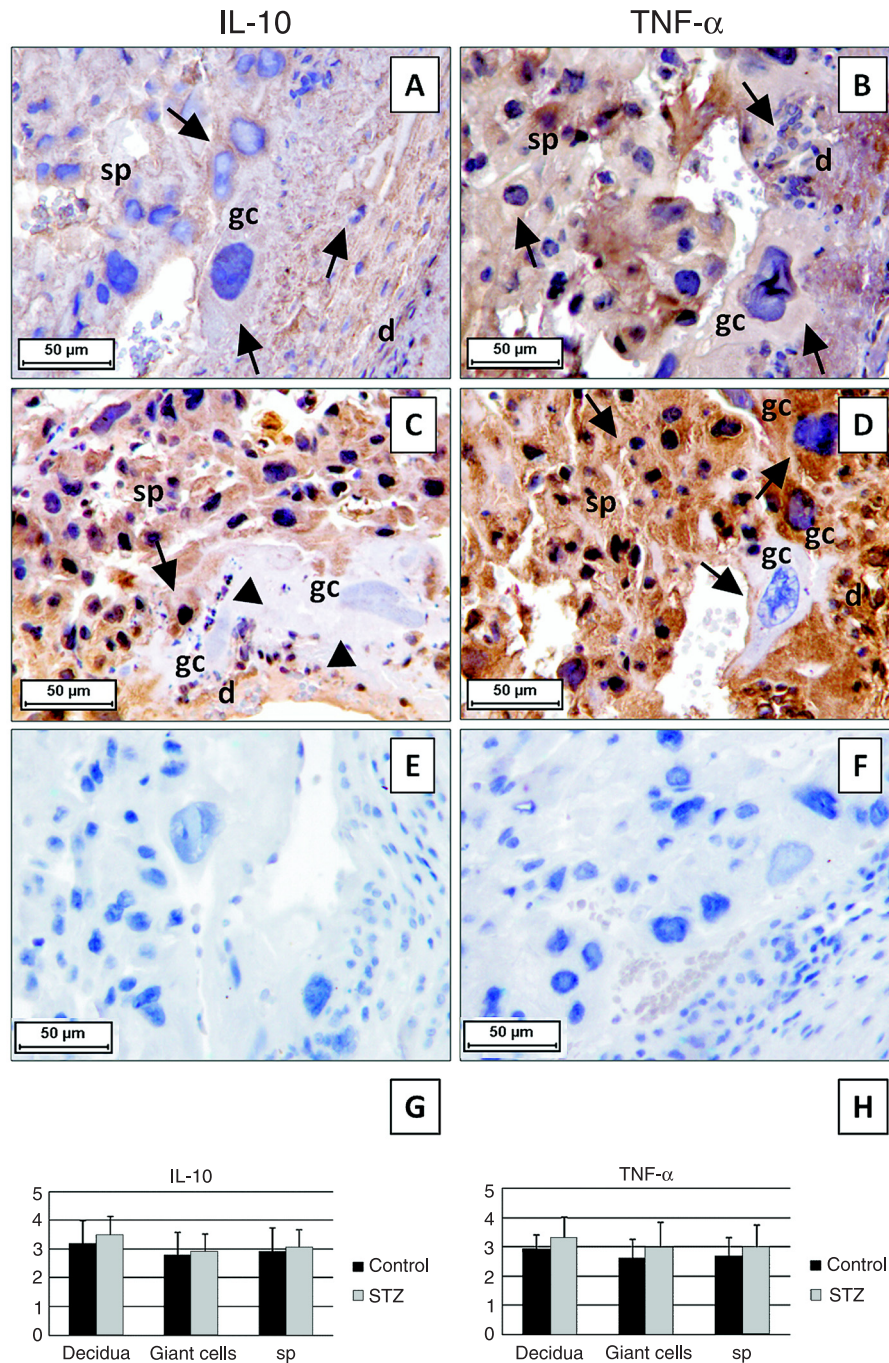 IL-10 TNF-α
A B
sp
gc
d
50 µm
sp
d
gc
50 µm
C D
sp
gc
gc
d
50 µm
gc
sp
gc
gc
d
50 µm
E F
50 µm 50 µm
G H
IL-10
5
4
3
2
1
0
Decidua Giant cells sp
Control
STZ
TNF-α
5
4
3
2
1
0
Decidua Giant cells sp
Control
STZ